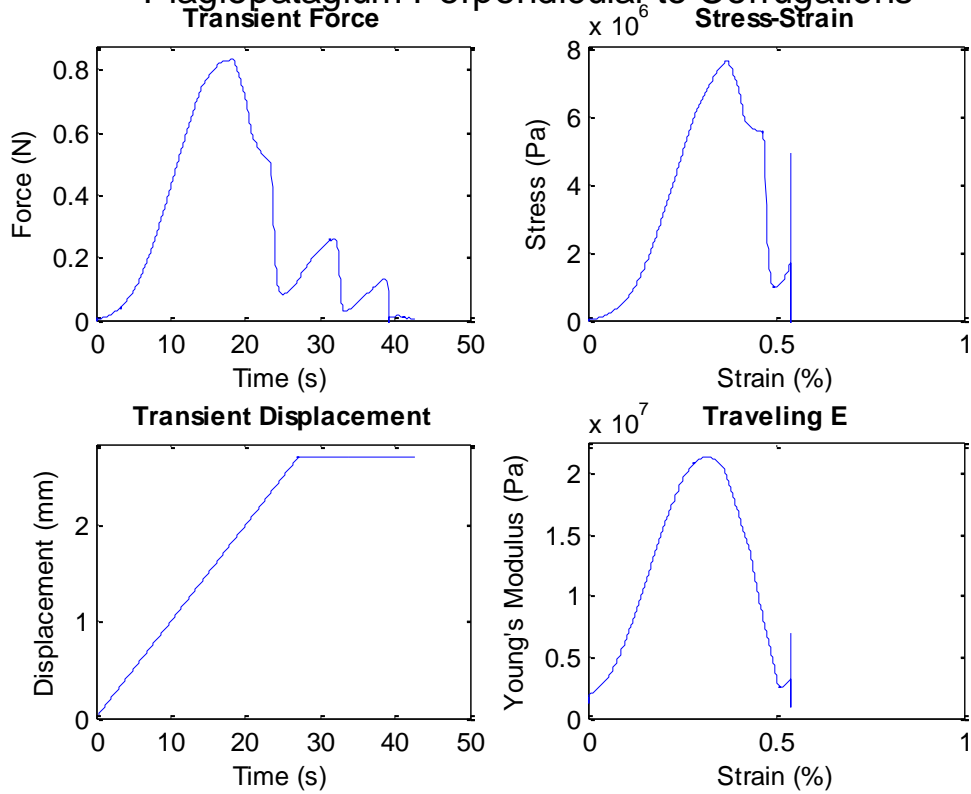 Plagiopatagium Perpendicular to Corrugations
Transient Force
0.8
0.6
0.4
0.2
0
Force (N)
0 10 20 30 40 50
Time (s)
Stress-Strain
x 10^6
8
6
4
2
0
Stress (Pa)
0 0.5 1
Strain (%)
Transient Displacement
2
1
0
Displacement (mm)
0 10 20 30 40 50
Time (s)
Traveling E
x 10^7
2
1.5
1
0.5
0
Young's Modulus (Pa)
0 0.5 1
Strain (%)